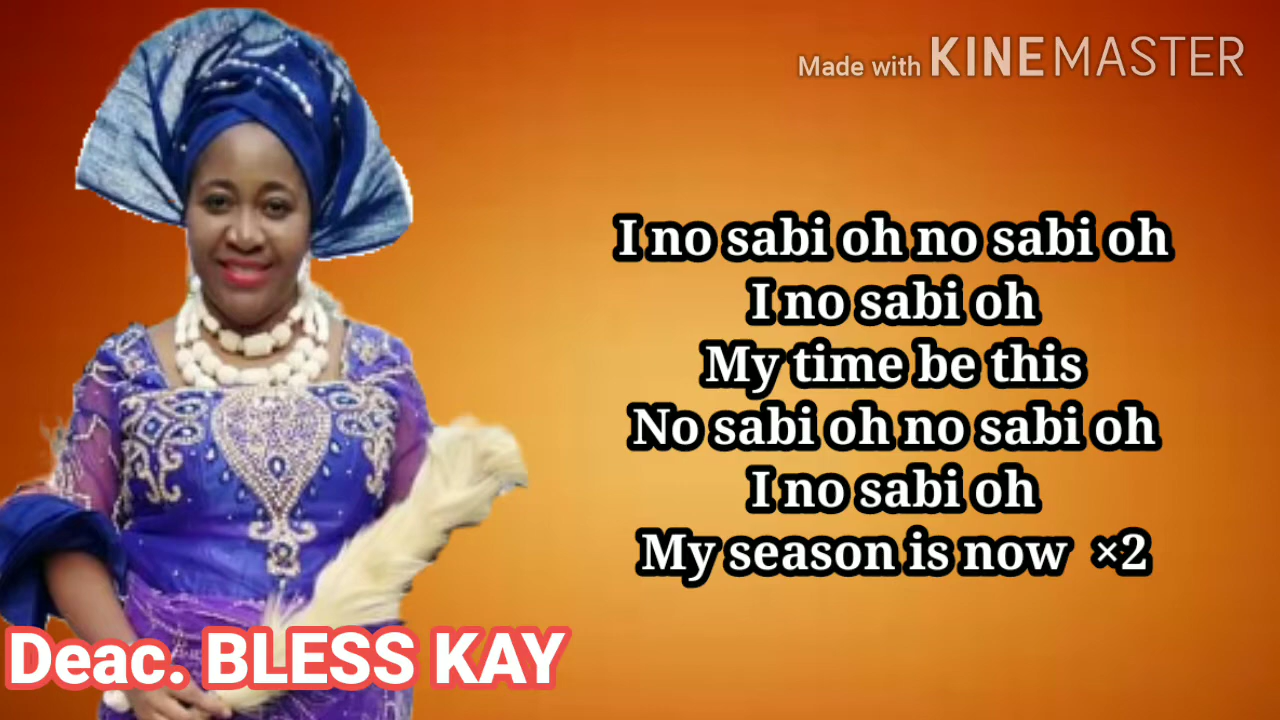 Made with KINEMASTER
I no sabi oh no sabi oh
I no sabi oh
My time be this
No sabi oh no sabi oh
I no sabi oh
My season is now ×2
Deac. BLESS KAY